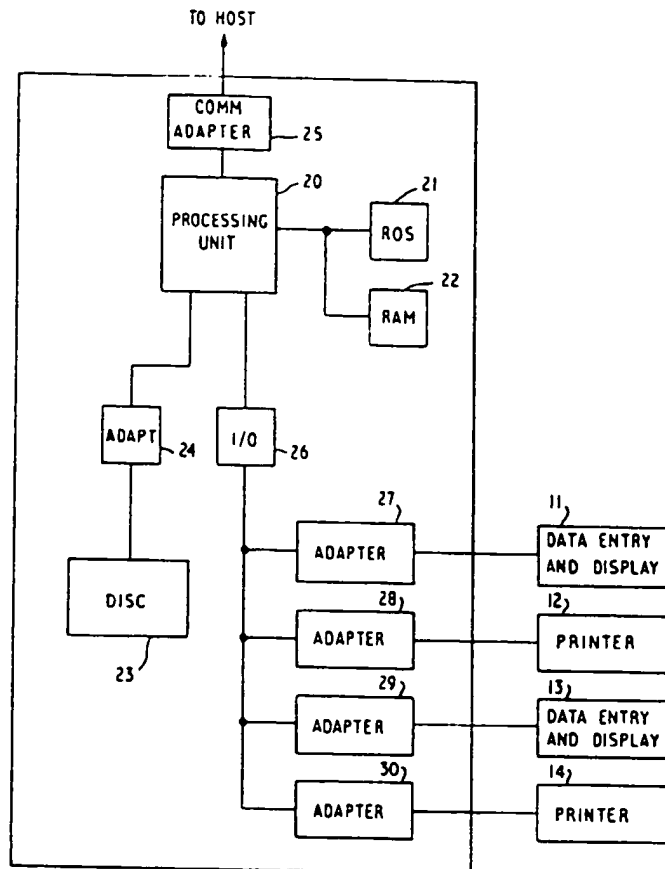 TO HOST
COMM
ADAPTER
25
20
PROCESSING
UNIT
21
ROS
22
RAM
ADAPT
24
I/O
26
DISC
23
27
ADAPTER
11
DATA ENTRY
AND DISPLAY
28
ADAPTER
12
PRINTER
29
ADAPTER
13
DATA ENTRY
AND DISPLAY
30
ADAPTER
14
PRINTER